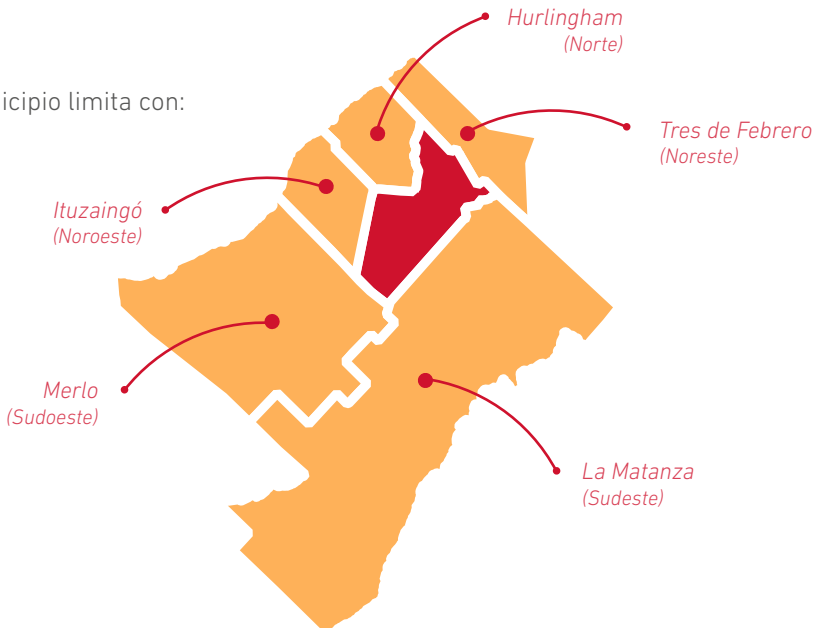 Hurlingham
(Norte)
icipio limita con:
Tres de Febrero
(Noreste)
Ituzaingó
(Noroeste)
Merlo
(Sudoeste)
La Matanza
(Sudeste)